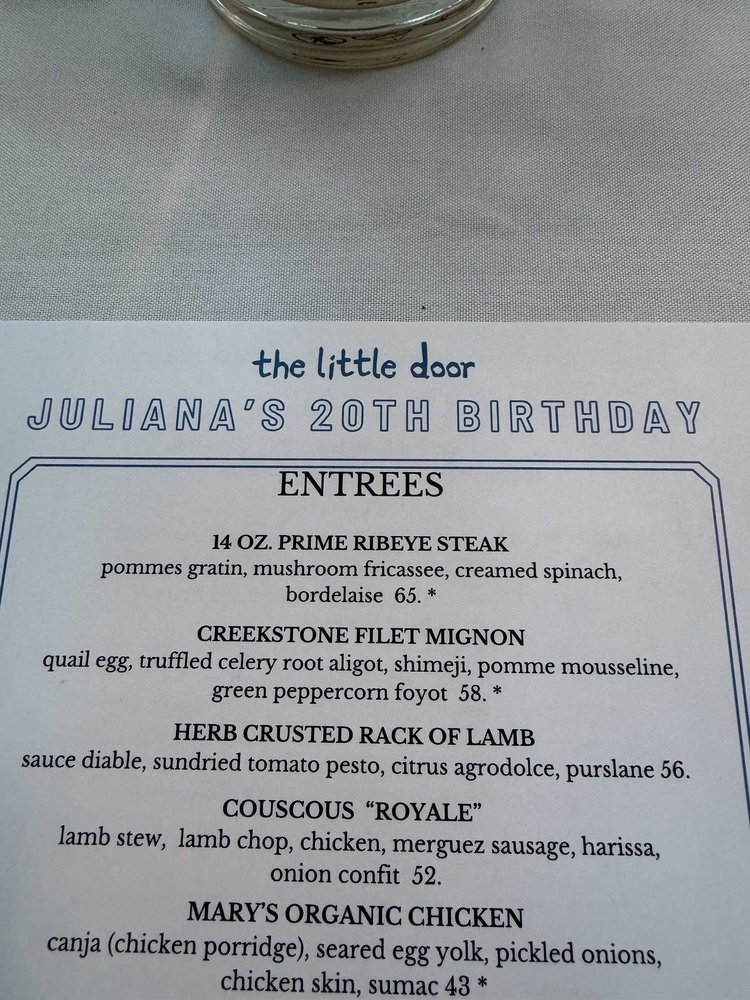 the little door
JULIANA'S 20TH BIRTHDAY
ENTREES
14 OZ. PRIME RIBEYE STEAK
pommes gratin, mushroom fricassee, creamed spinach,
bordelaise 65. *
CREEKSTONE FILET MIGNON
quail egg, truffled celery root aligot, shimeji, pomme mousseline,
green peppercorn foyot 58. *
HERB CRUSTED RACK OF LAMB
sauce diable, sundried tomato pesto, citrus agrodolce, purslane 56.
COUSCOUS “ROYALE”
lamb stew, lamb chop, chicken, merguez sausage, harissa,
onion confit 52.
MARY'S ORGANIC CHICKEN
canja (chicken porridge), seared egg yolk, pickled onions,
chicken skin, sumac 43 *